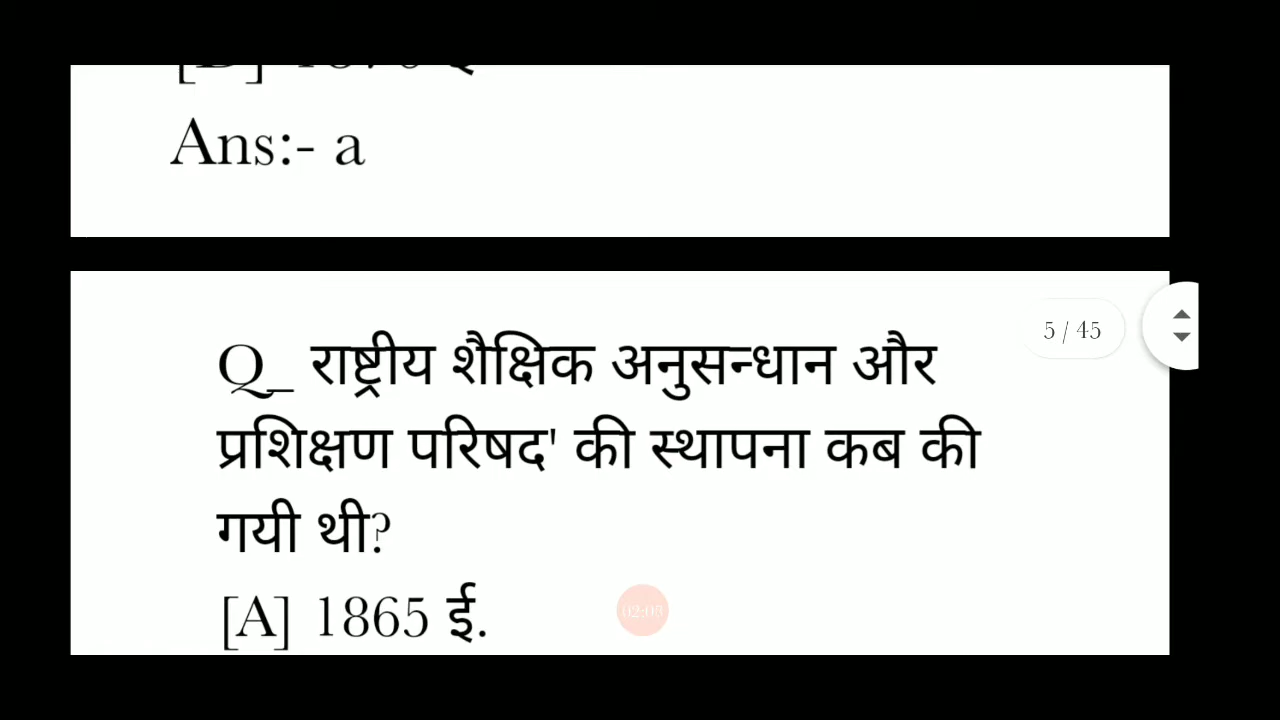 Ans:- a
Q_ राष्ट्रीय शैक्षिक अनुसन्धान और
5 / 45
प्रशिक्षण परिषद' की स्थापना कब की
गयी थी?
[A] 1865 ई.